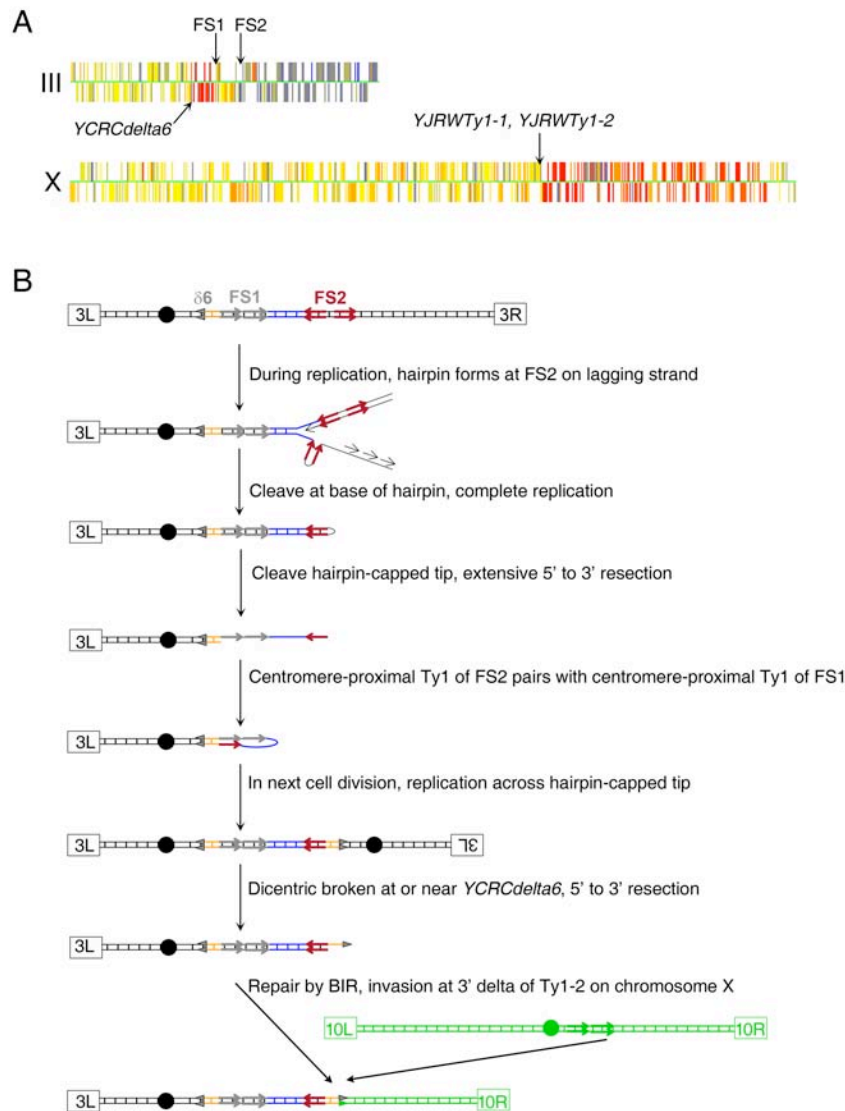 A
FS1 FS2
III
YCRCdelta6
YJRWTy1-1, YJRWTy1-2
X
B
δ6 FS1 FS2
3L 3R
During replication, hairpin forms at FS2 on lagging strand
3L
Cleave at base of hairpin, complete replication
3L
Cleave hairpin-capped tip, extensive 5' to 3' resection
3L
Centromere-proximal Ty1 of FS2 pairs with centromere-proximal Ty1 of FS1
3L
In next cell division, replication across hairpin-capped tip
3L 3L
Dicentric broken at or near YCRCdelta6, 5' to 3' resection
3L
Repair by BIR, invasion at 3' delta of Ty1-2 on chromosome X
10L 10R
3L 10R